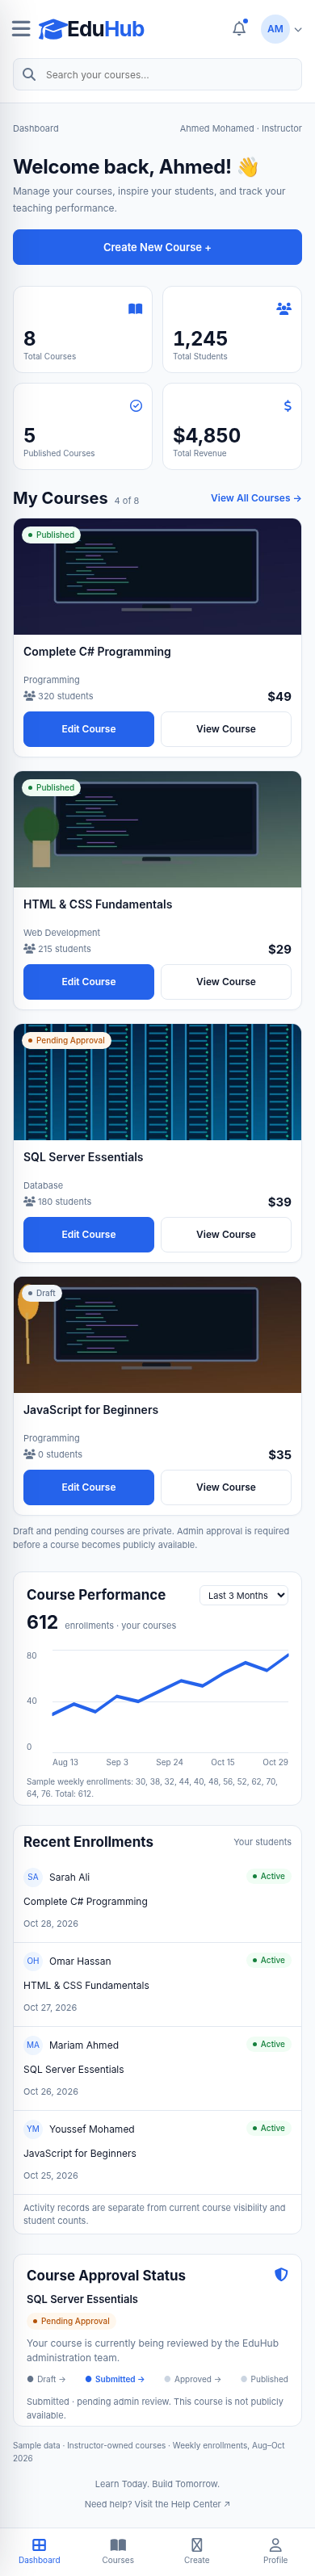 EduHub
AM
Search your courses...
Dashboard
Ahmed Mohamed · Instructor
Welcome back, Ahmed! 👋
Manage your courses, inspire your students, and track your
teaching performance.
Create New Course +
8
Total Courses
1,245
Total Students
5
Published Courses
$4,850
Total Revenue
My Courses 4 of 8
View All Courses →
Published
Complete C# Programming
Programming
320 students
$49
Edit Course
View Course
Published
HTML & CSS Fundamentals
Web Development
215 students
$29
Edit Course
View Course
Pending Approval
SQL Server Essentials
Database
180 students
$39
Edit Course
View Course
Draft
JavaScript for Beginners
Programming
0 students
$35
Edit Course
View Course
Draft and pending courses are private. Admin approval is required
before a course becomes publicly available.
Course Performance
Last 3 Months
612 enrollments · your courses
80
40
0
Aug 13
Sep 3
Sep 24
Oct 15
Oct 29
Sample weekly enrollments: 30, 38, 32, 44, 40, 48, 56, 52, 62, 70,
64, 76. Total: 612.
Recent Enrollments
Your students
SA
Sarah Ali
Active
Complete C# Programming
Oct 28, 2026
OH
Omar Hassan
Active
HTML & CSS Fundamentals
Oct 27, 2026
MA
Mariam Ahmed
Active
SQL Server Essentials
Oct 26, 2026
YM
Youssef Mohamed
Active
JavaScript for Beginners
Oct 25, 2026
Activity records are separate from current course visibility and
student counts.
Course Approval Status
SQL Server Essentials
Pending Approval
Your course is currently being reviewed by the EduHub
administration team.
Draft →
Submitted →
Approved →
Published
Submitted · pending admin review. This course is not publicly
available.
Sample data · Instructor-owned courses · Weekly enrollments, Aug–Oct
2026
Learn Today. Build Tomorrow.
Need help? Visit the Help Center ↗
Dashboard
Courses
Create
Profile